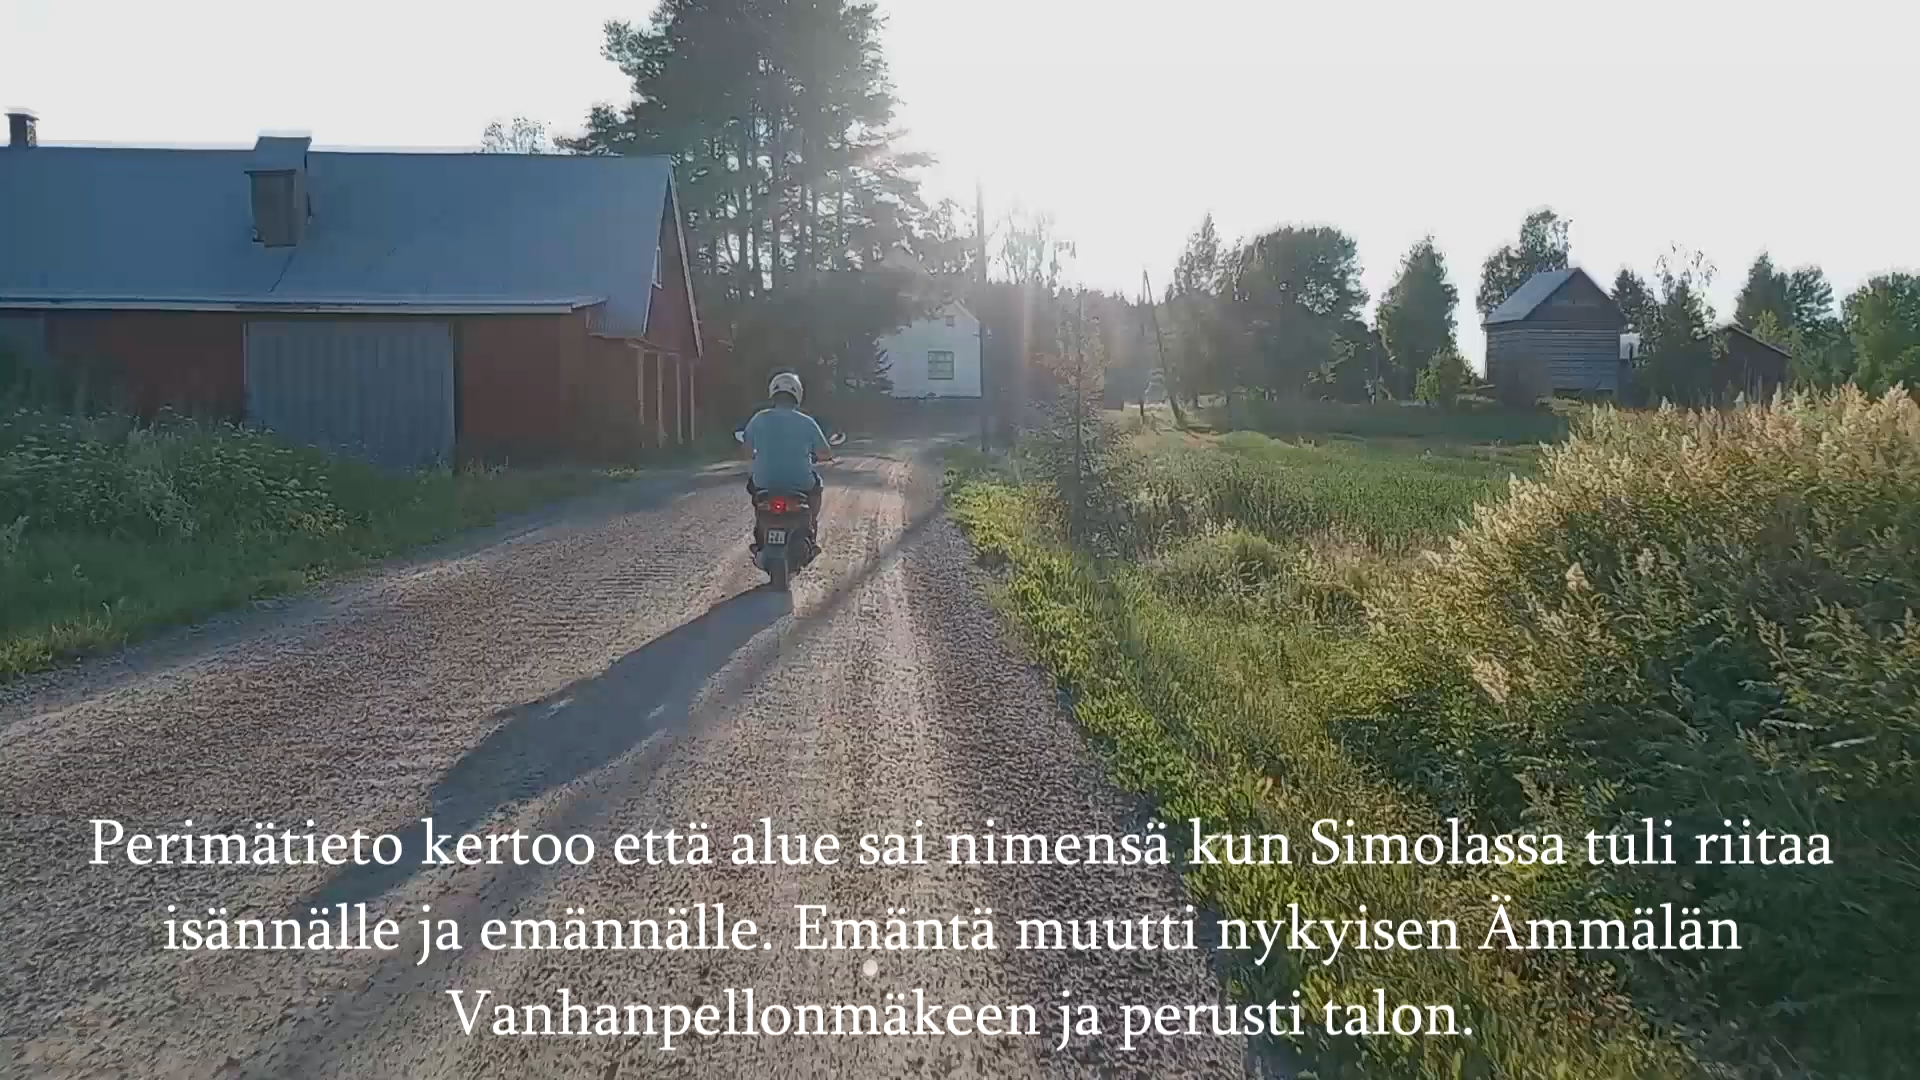 Perimätieto kertoo että alue sai nimensä kun Simolassa tuli riitaa
isännälle ja emännälle. Emäntä muutti nykyisen Ämmälän
Vanhanpellonmäkeen ja perusti talon.